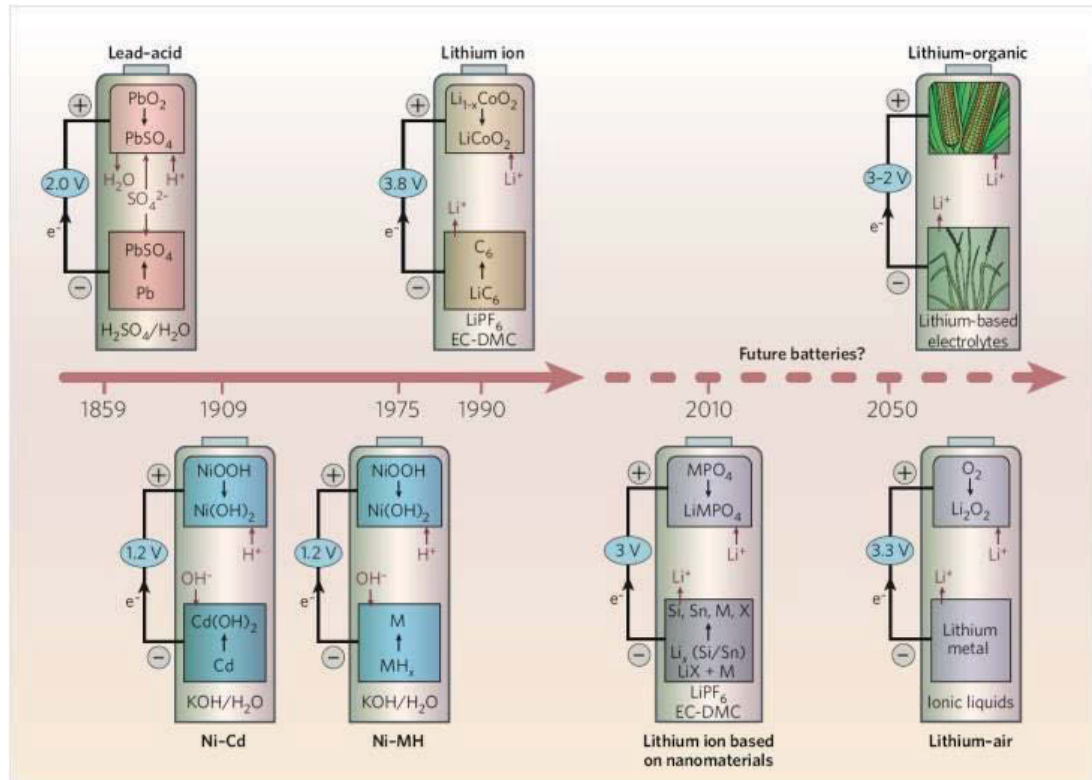 Lead–acid
+
PbO₂
PbSO₄
H₂O
H⁺
2.0 V
SO₄²⁻
e⁻
PbSO₄
Pb
−
H₂SO₄/H₂O
Lithium ion
+
Li₁₋ₓCoO₂
LiCoO₂
Li⁺
3.8 V
Li⁺
e⁻
C₆
LiC₆
−
LiPF₆
EC-DMC
Lithium–organic
+
Li⁺
3–2 V
Li⁺
e⁻
−
Lithium-based
electrolytes
Future batteries?
1859
1909
1975
1990
2010
2050
+
NiOOH
Ni(OH)₂
H⁺
1.2 V
OH⁻
e⁻
Cd(OH)₂
Cd
−
KOH/H₂O
Ni–Cd
+
NiOOH
Ni(OH)₂
H⁺
1.2 V
OH⁻
e⁻
M
MHₓ
−
KOH/H₂O
Ni–MH
+
MPO₄
LiMPO₄
Li⁺
3 V
Li⁺
e⁻
Si, Sn, M, X
Liₓ (Si/Sn)
LiX + M
−
LiPF₆
EC-DMC
Lithium ion based
on nanomaterials
+
O₂
Li₂O₂
Li⁺
3.3 V
Li⁺
e⁻
Lithium
metal
−
Ionic liquids
Lithium–air